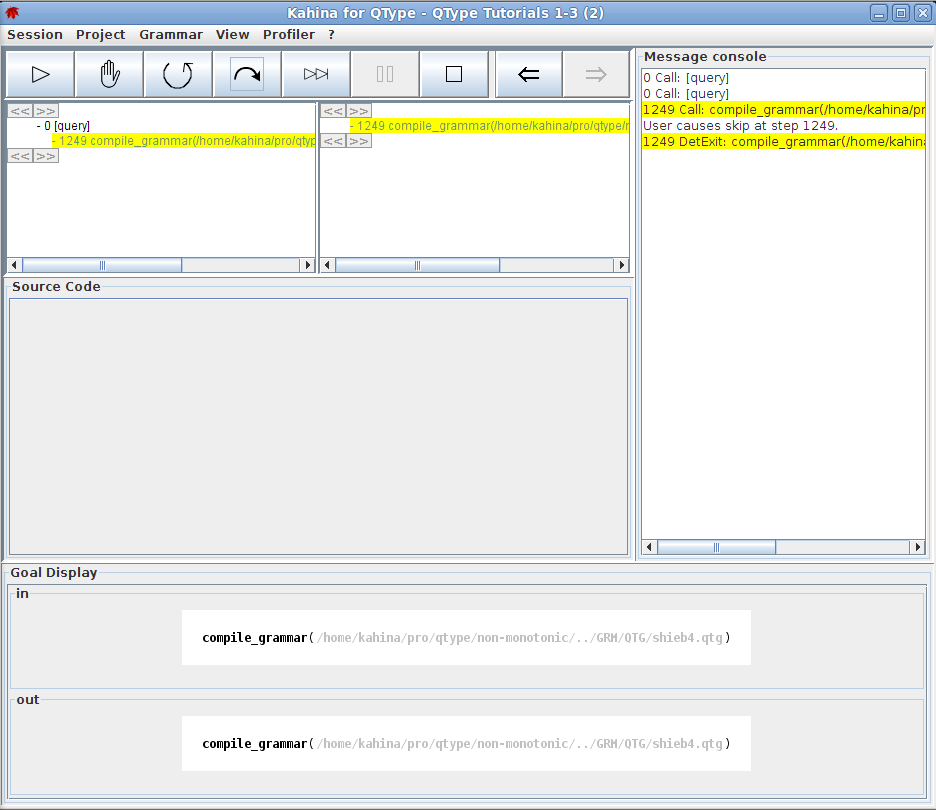 Kahina for QType - QType Tutorials 1-3 (2)
Session Project Grammar View Profiler ?
<< >>
- 0 [query]
- 1249 compile_grammar(/home/kahina/pro/qtyp
<< >>
<< >>
- 1249 compile_grammar(/home/kahina/pro/qtype/r
<< >>
Message console
0 Call: [query]
0 Call: [query]
1249 Call: compile_grammar(/home/kahina/pr
User causes skip at step 1249.
1249 DetExit: compile_grammar(/home/kahina
Source Code
Goal Display
in
compile_grammar(/home/kahina/pro/qtype/non-monotonic/../GRM/QTG/shieb4.qtg)
out
compile_grammar(/home/kahina/pro/qtype/non-monotonic/../GRM/QTG/shieb4.qtg)